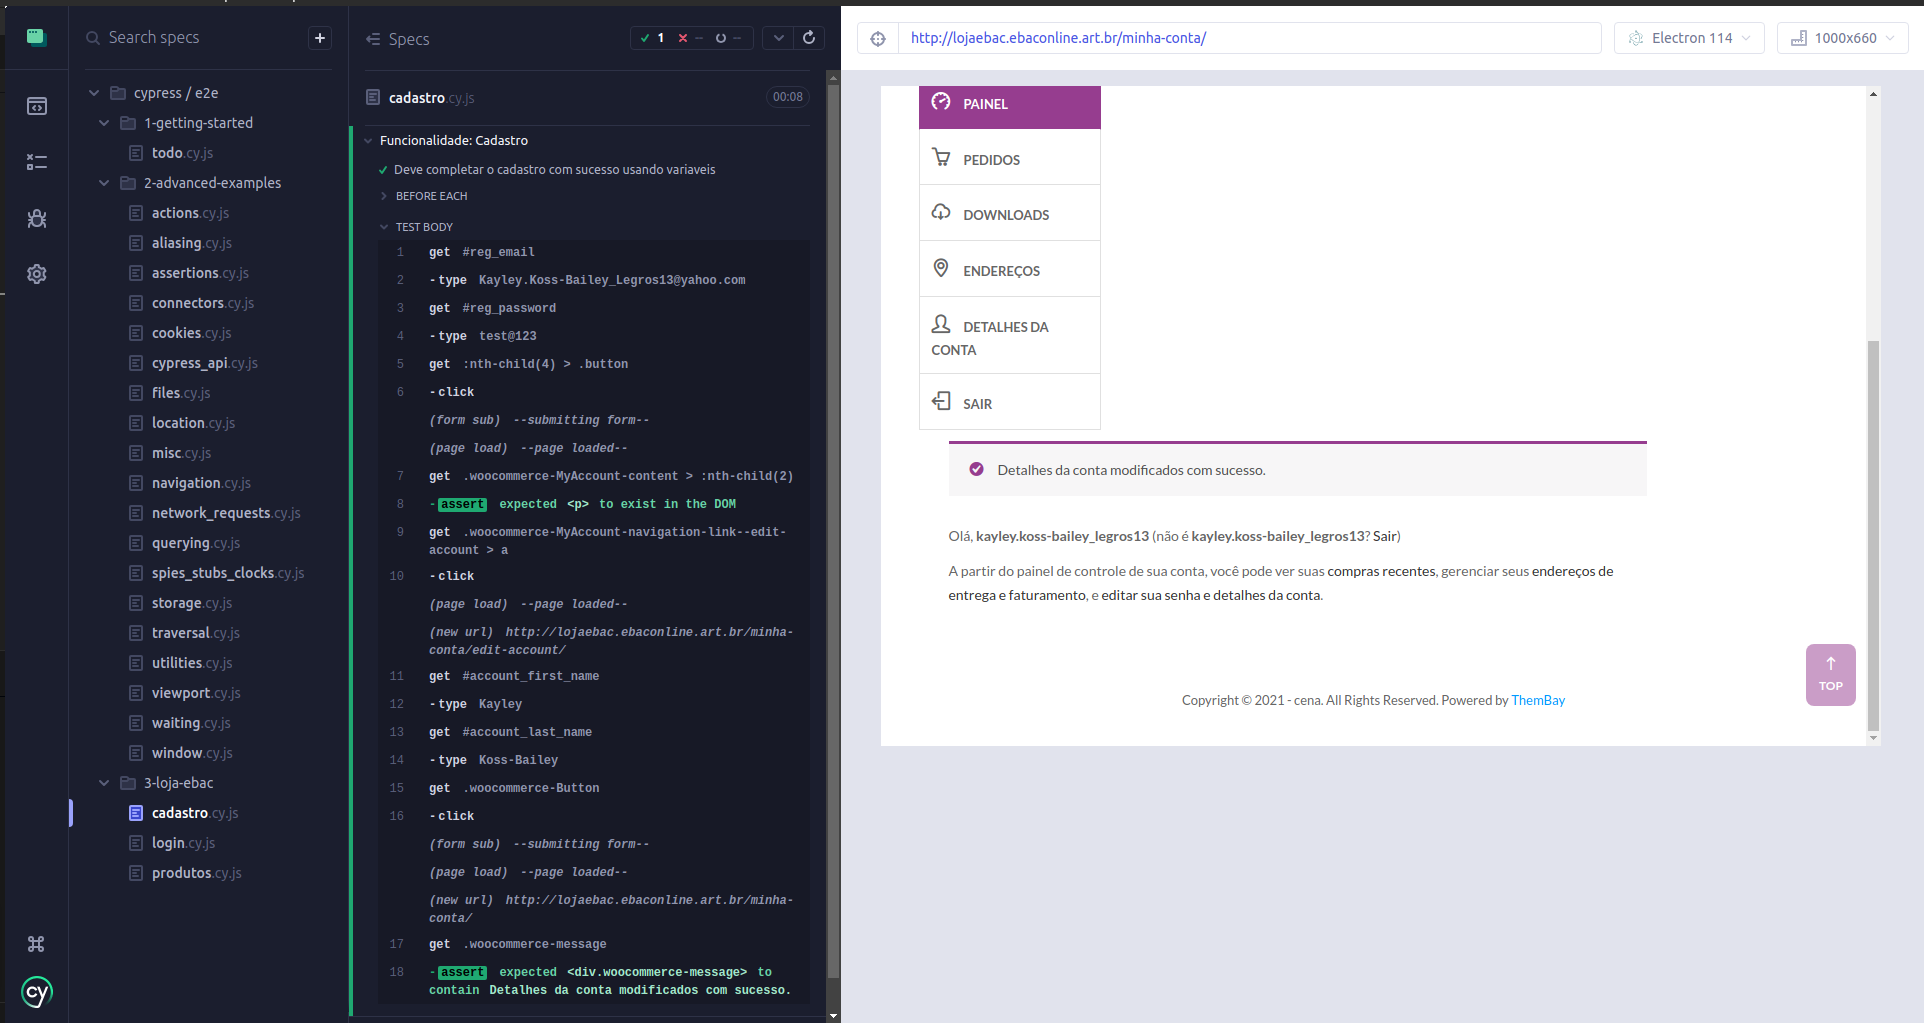 Search specs
+
cypress / e2e
1-getting-started
todo.cy.js
2-advanced-examples
actions.cy.js
aliasing.cy.js
assertions.cy.js
connectors.cy.js
cookies.cy.js
cypress_api.cy.js
files.cy.js
location.cy.js
misc.cy.js
navigation.cy.js
network_requests.cy.js
querying.cy.js
spies_stubs_clocks.cy.js
storage.cy.js
traversal.cy.js
utilities.cy.js
viewport.cy.js
waiting.cy.js
window.cy.js
3-loja-ebac
cadastro.cy.js
login.cy.js
produtos.cy.js
cy
Specs
1 -- --
cadastro.cy.js 00:08
Funcionalidade: Cadastro
Deve completar o cadastro com sucesso usando variaveis
BEFORE EACH
TEST BODY
1 get #reg_email
2 -type Kayley.Koss-Bailey_Legros13@yahoo.com
3 get #reg_password
4 -type test@123
5 get :nth-child(4) > .button
6 -click
(form sub) --submitting form--
(page load) --page loaded--
7 get .woocommerce-MyAccount-content > :nth-child(2)
8 -assert expected <p> to exist in the DOM
9 get .woocommerce-MyAccount-navigation-link--edit-
account > a
10 -click
(page load) --page loaded--
(new url) http://lojaebac.ebaconline.art.br/minha-
conta/edit-account/
11 get #account_first_name
12 -type Kayley
13 get #account_last_name
14 -type Koss-Bailey
15 get .woocommerce-Button
16 -click
(form sub) --submitting form--
(page load) --page loaded--
(new url) http://lojaebac.ebaconline.art.br/minha-
conta/
17 get .woocommerce-message
18 -assert expected <div.woocommerce-message> to
contain Detalhes da conta modificados com sucesso.
http://lojaebac.ebaconline.art.br/minha-conta/
Electron 114
1000x660
PAINEL
PEDIDOS
DOWNLOADS
ENDEREÇOS
DETALHES DA
CONTA
SAIR
Detalhes da conta modificados com sucesso.
Olá, kayley.koss-bailey_legros13 (não é kayley.koss-bailey_legros13? Sair)
A partir do painel de controle de sua conta, você pode ver suas compras recentes, gerenciar seus endereços de
entrega e faturamento, e editar sua senha e detalhes da conta.
TOP
Copyright © 2021 - cena. All Rights Reserved. Powered by ThemBay